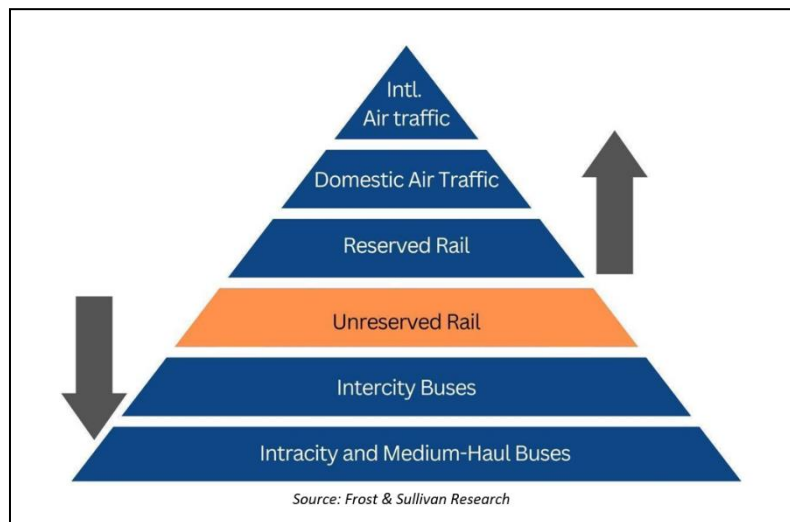 Intl.
Air traffic
Domestic Air Traffic
Reserved Rail
Unreserved Rail
Intercity Buses
Intracity and Medium-Haul Buses
Source: Frost & Sullivan Research